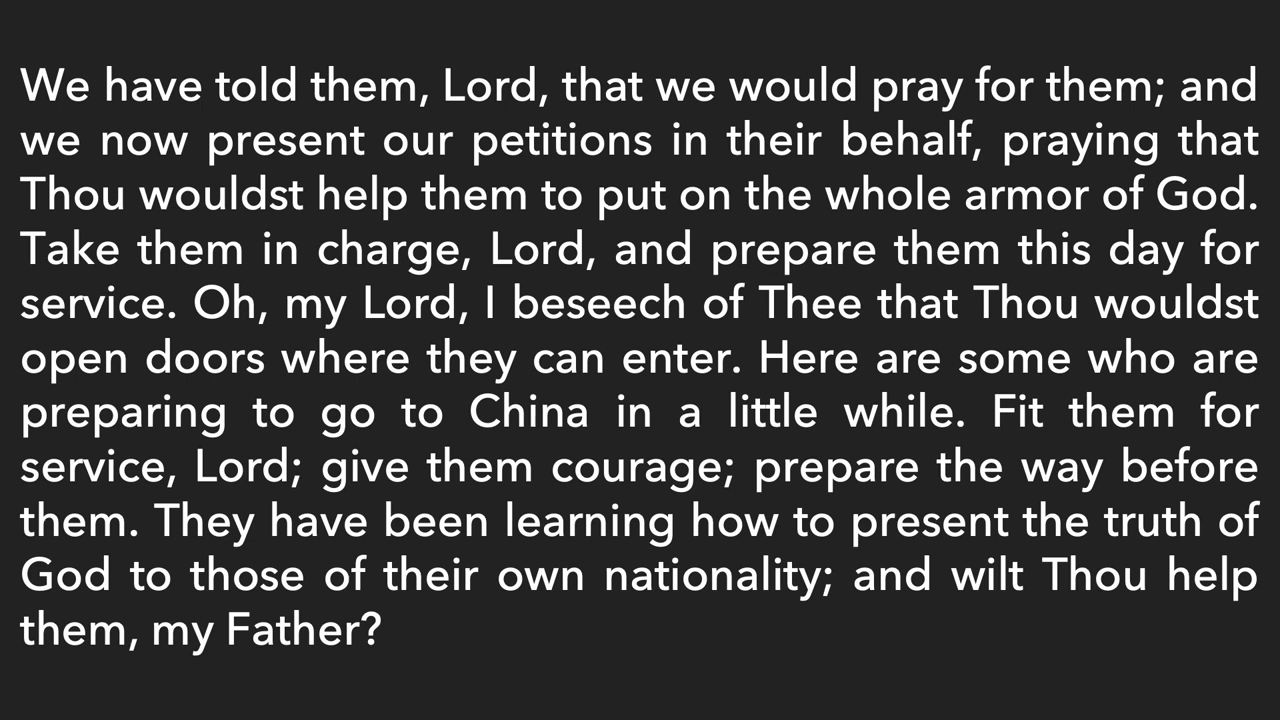 We have told them, Lord, that we would pray for them; and
we now present our petitions in their behalf, praying that
Thou wouldst help them to put on the whole armor of God.
Take them in charge, Lord, and prepare them this day for
service. Oh, my Lord, I beseech of Thee that Thou wouldst
open doors where they can enter. Here are some who are
preparing to go to China in a little while. Fit them for
service, Lord; give them courage; prepare the way before
them. They have been learning how to present the truth of
God to those of their own nationality; and wilt Thou help
them, my Father?